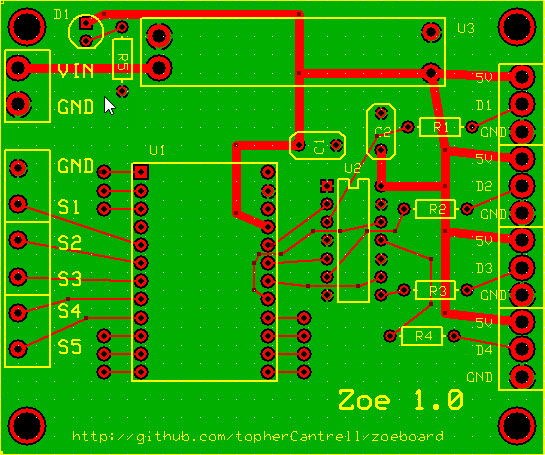 D1
U3
R5
VIN
5V
D1
GND
GND
R1
C2
C1
U1
U2
5V
GND
D2
S1
R2
GND
S2
5V
S3
D3
R3
GND
S4
5V
S5
R4
D4
GND
Zoe 1.0
http://github.com/topherCantrell/zoeboard